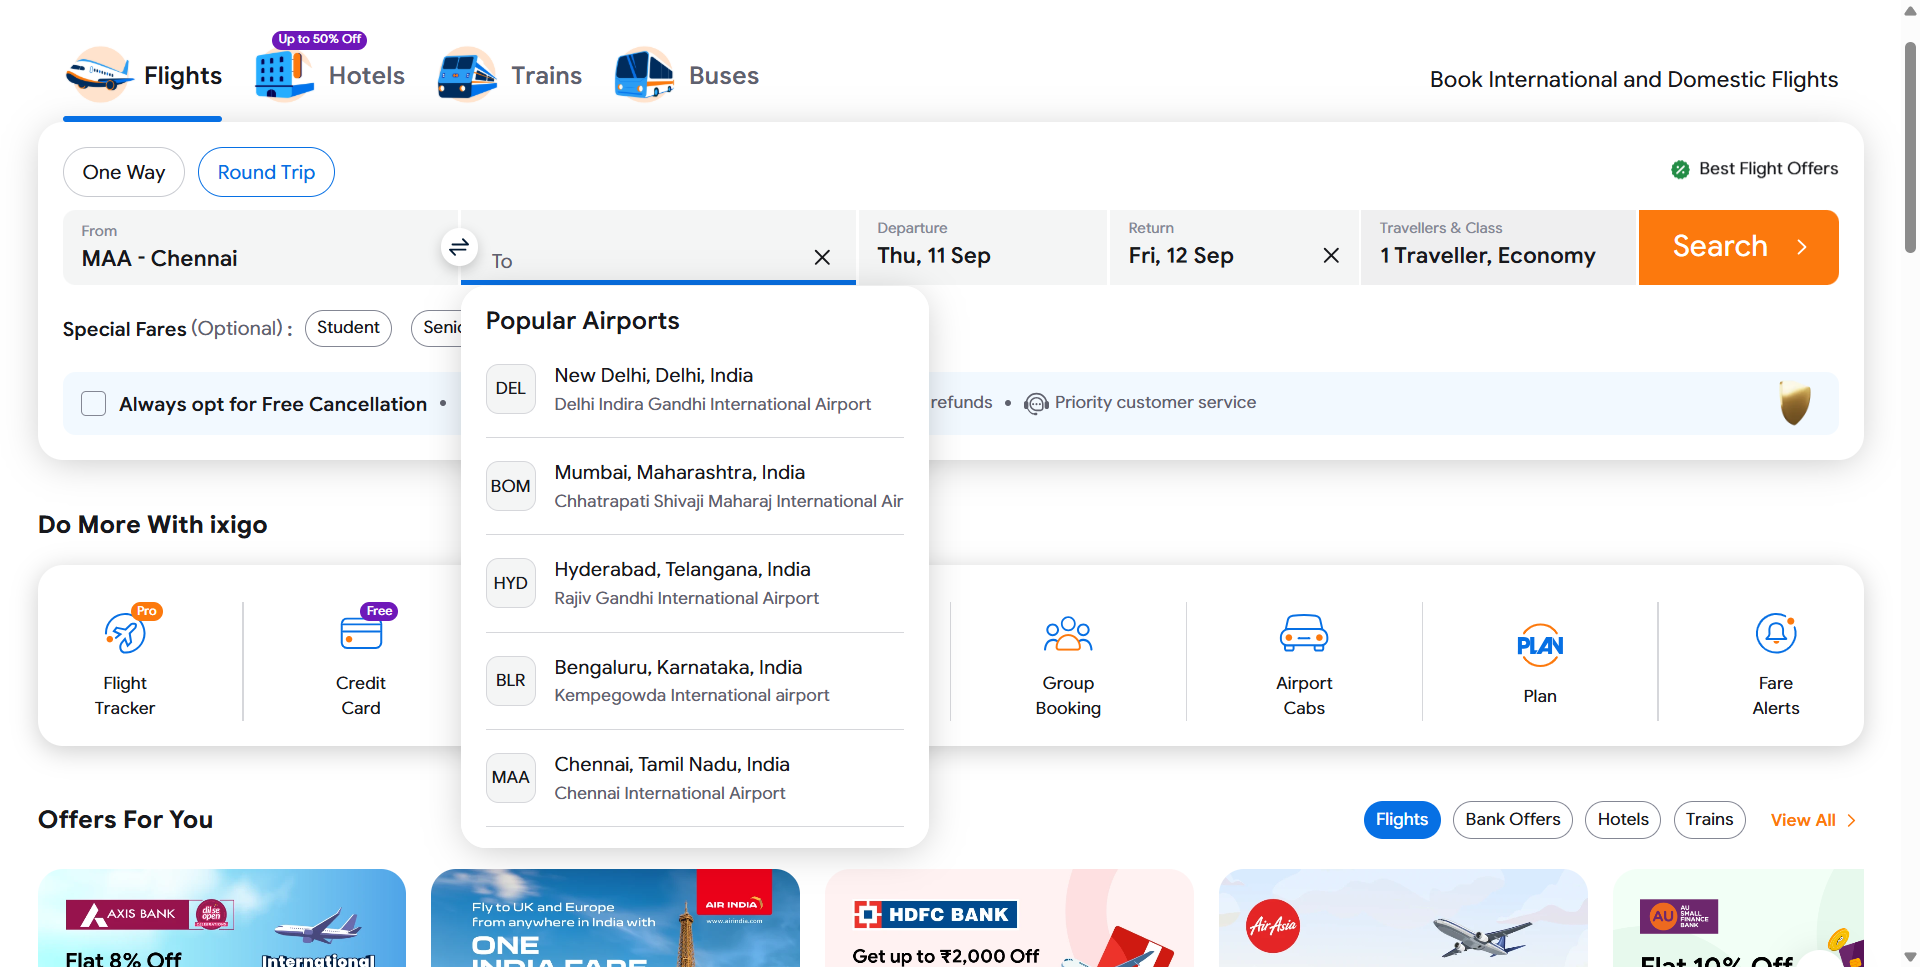 Up to 50% Off
Flights
Hotels
Trains
Buses
Book International and Domestic Flights
One Way
Round Trip
Best Flight Offers
From
MAA - Chennai
To
Departure
Thu, 11 Sep
Return
Fri, 12 Sep
Travellers & Class
1 Traveller, Economy
Search
Special Fares (Optional) :
Student
Senio
Popular Airports
DEL
New Delhi, Delhi, India
Delhi Indira Gandhi International Airport
BOM
Mumbai, Maharashtra, India
Chhatrapati Shivaji Maharaj International Air
HYD
Hyderabad, Telangana, India
Rajiv Gandhi International Airport
BLR
Bengaluru, Karnataka, India
Kempegowda International airport
MAA
Chennai, Tamil Nadu, India
Chennai International Airport
Always opt for Free Cancellation •
refunds • Priority customer service
Do More With ixigo
Pro
Flight
Tracker
Free
Credit
Card
Group
Booking
Airport
Cabs
PLAN
Plan
Fare
Alerts
Offers For You
Flights
Bank Offers
Hotels
Trains
View All
AXIS BANK
dil se
open
Flat 8% Off
International
Fly to UK and Europe
from anywhere in India with
ONE
INDIA FARE
AIR INDIA
www.airindia.com
HDFC BANK
Get up to ₹2,000 Off
AirAsia
AU
AU
SMALL
FINANCE
BANK
Flat 10% Off